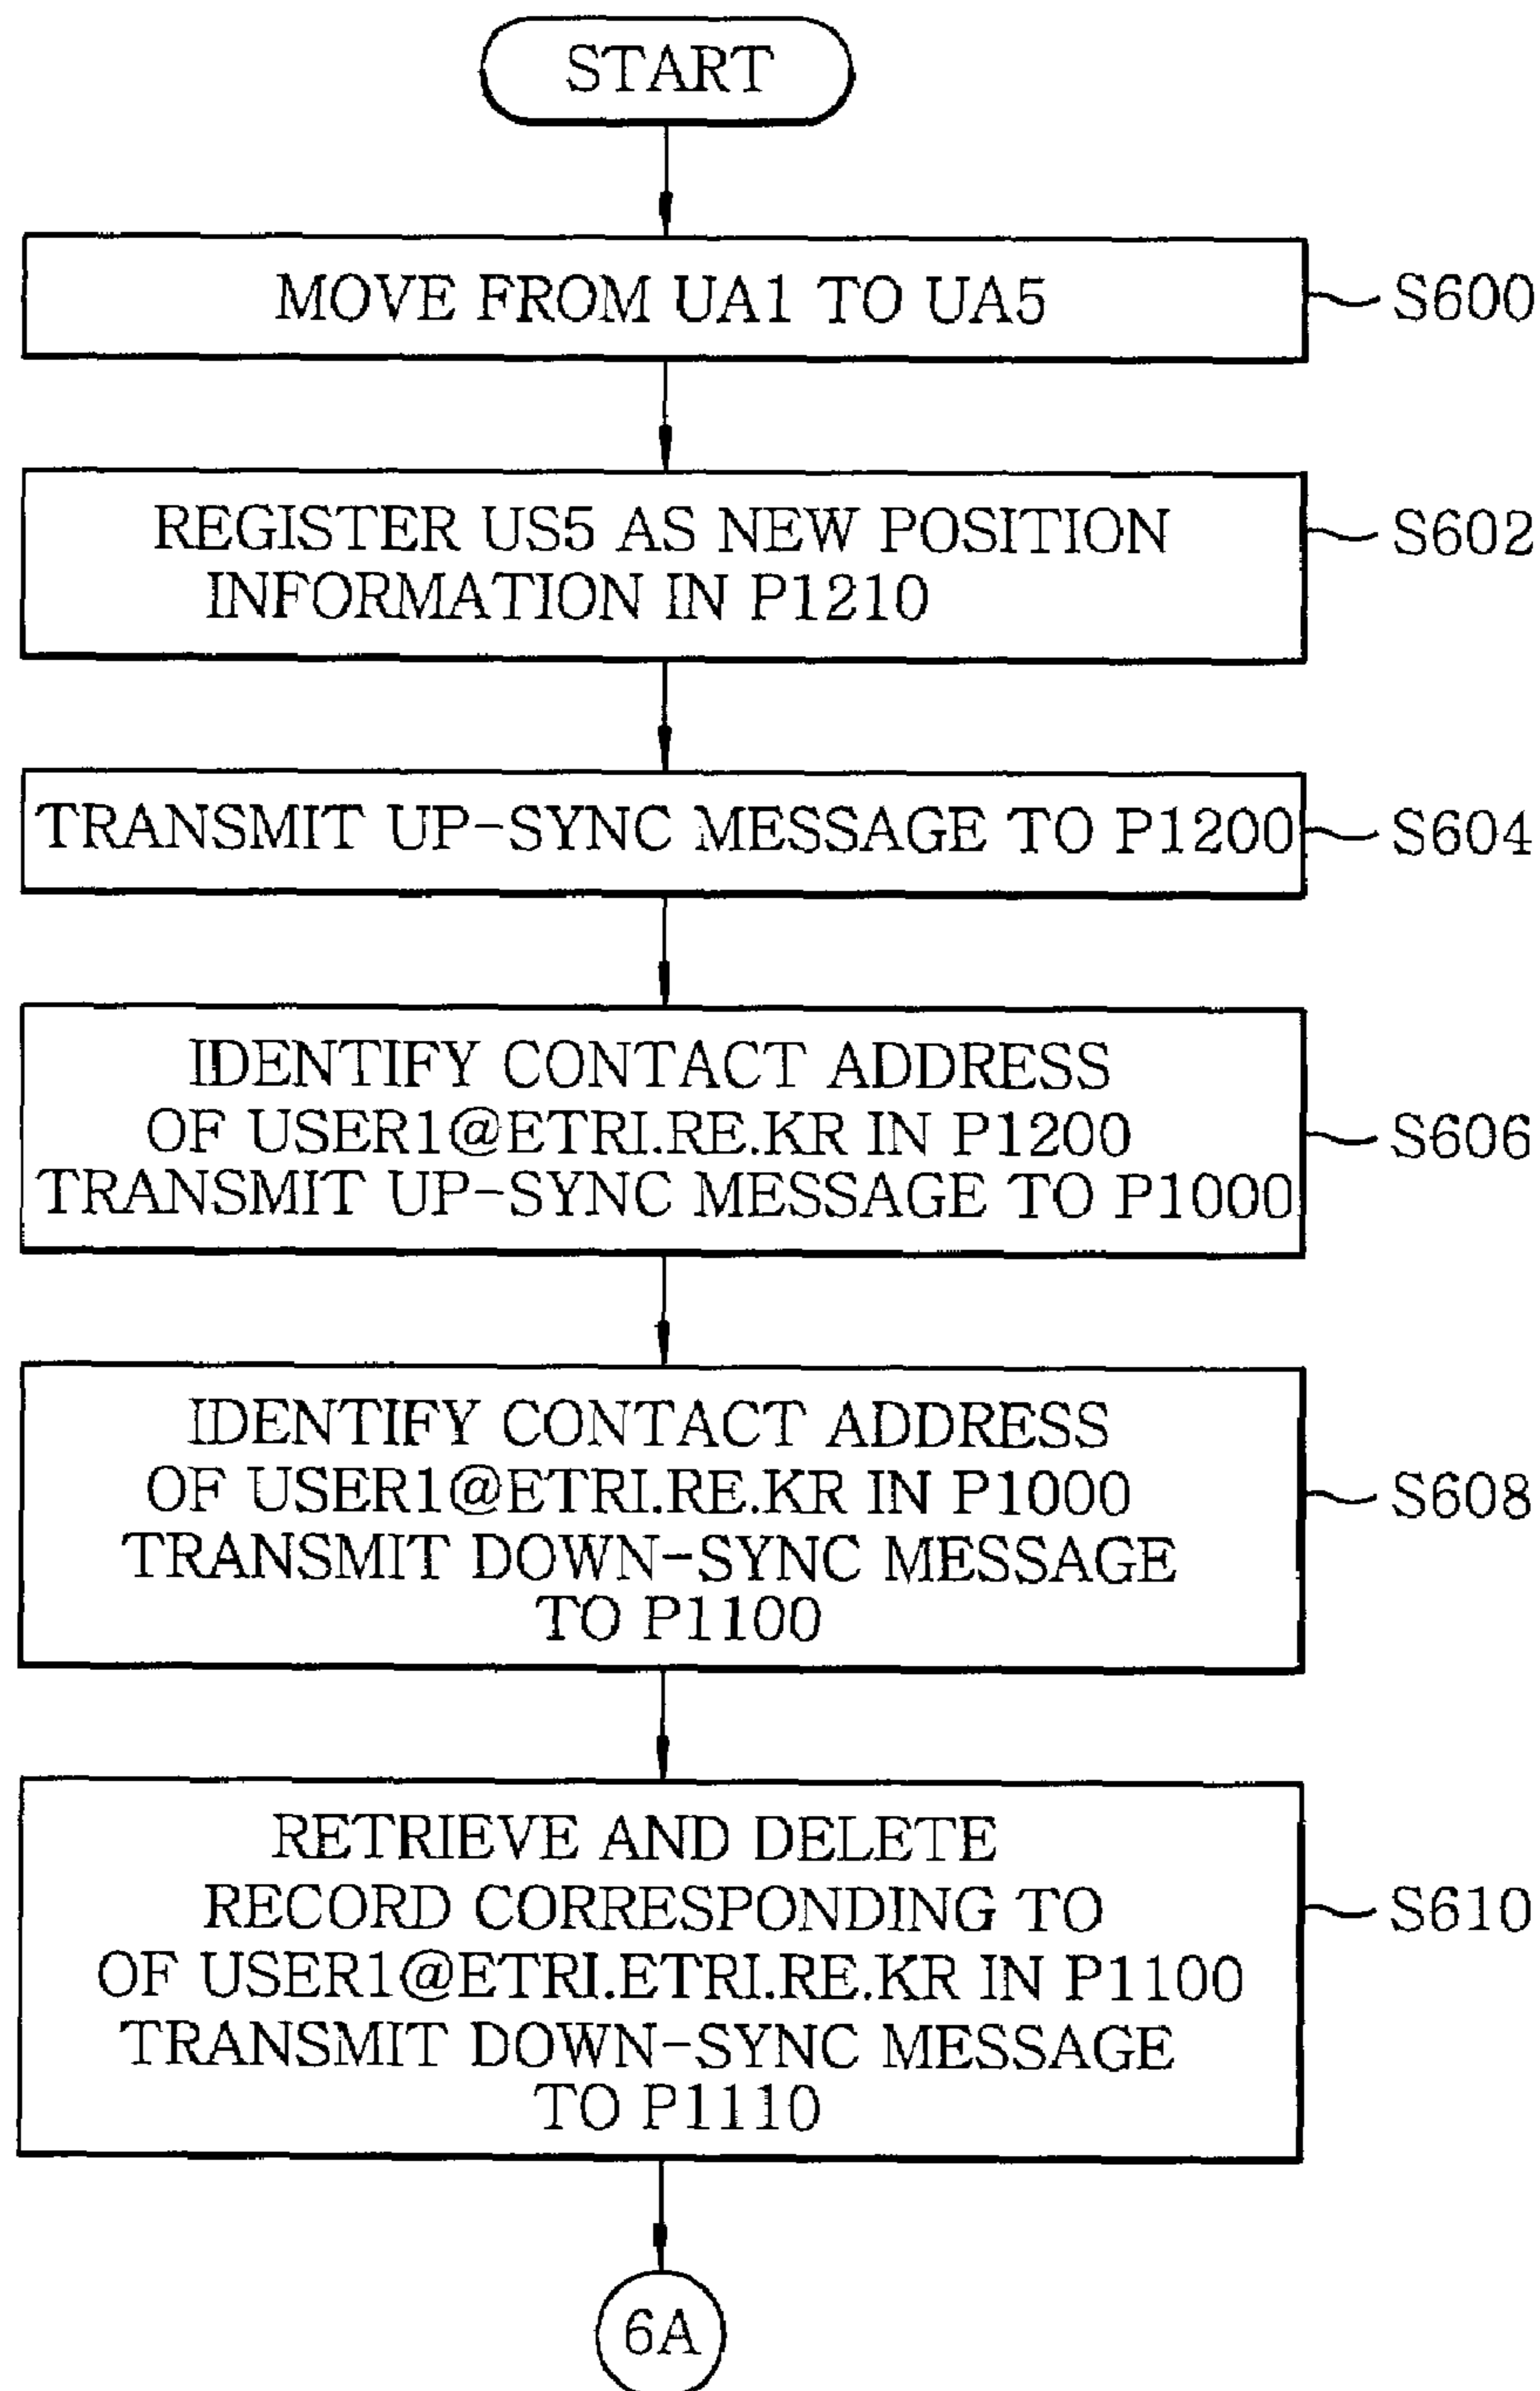 START
MOVE FROM UA1 TO UA5
S600
REGISTER US5 AS NEW POSITION
INFORMATION IN P1210
S602
TRANSMIT UP-SYNC MESSAGE TO P1200
S604
IDENTIFY CONTACT ADDRESS
OF USER1@ETRI.RE.KR IN P1200
TRANSMIT UP-SYNC MESSAGE TO P1000
S606
IDENTIFY CONTACT ADDRESS
OF USER1@ETRI.RE.KR IN P1000
TRANSMIT DOWN-SYNC MESSAGE
TO P1100
S608
RETRIEVE AND DELETE
RECORD CORRESPONDING TO
OF USER1@ETRI.ETRI.RE.KR IN P1100
TRANSMIT DOWN-SYNC MESSAGE
TO P1110
S610
6A